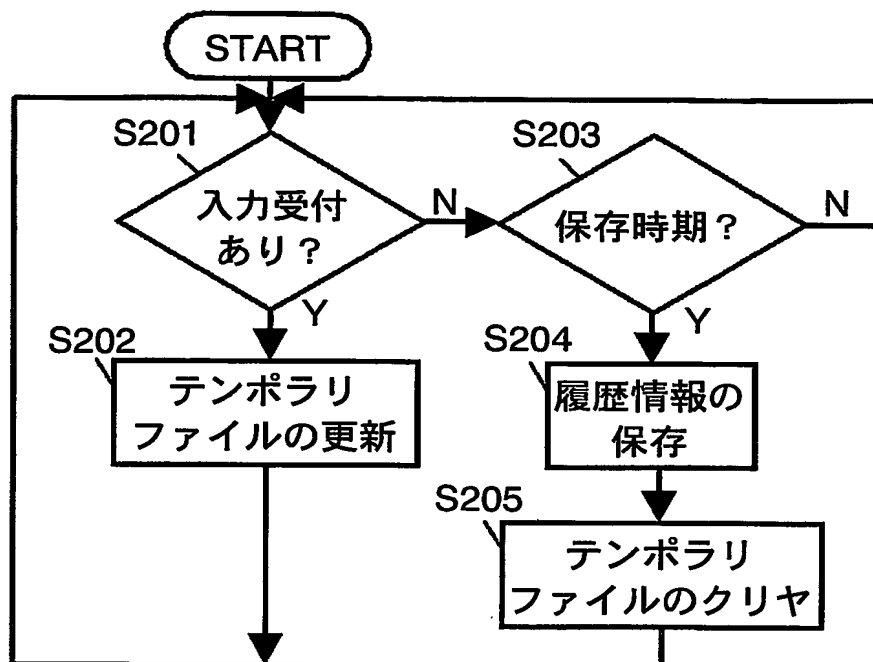 START
S201
入力受付
あり？
N
Y
S203
保存時期？
N
Y
S202
テンポラリ
ファイルの更新
S204
履歴情報の
保存
S205
テンポラリ
ファイルのクリヤ